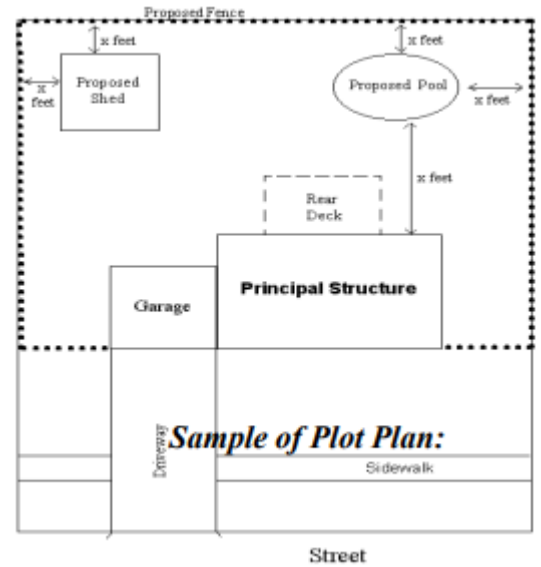 Proposed Fence
x feet
x feet
Proposed
Shed
x
feet
Proposed Pool
x feet
x feet
Rear
Deck
Principal Structure
Garage
Driveway
Sample of Plot Plan:
Sidewalk
Street